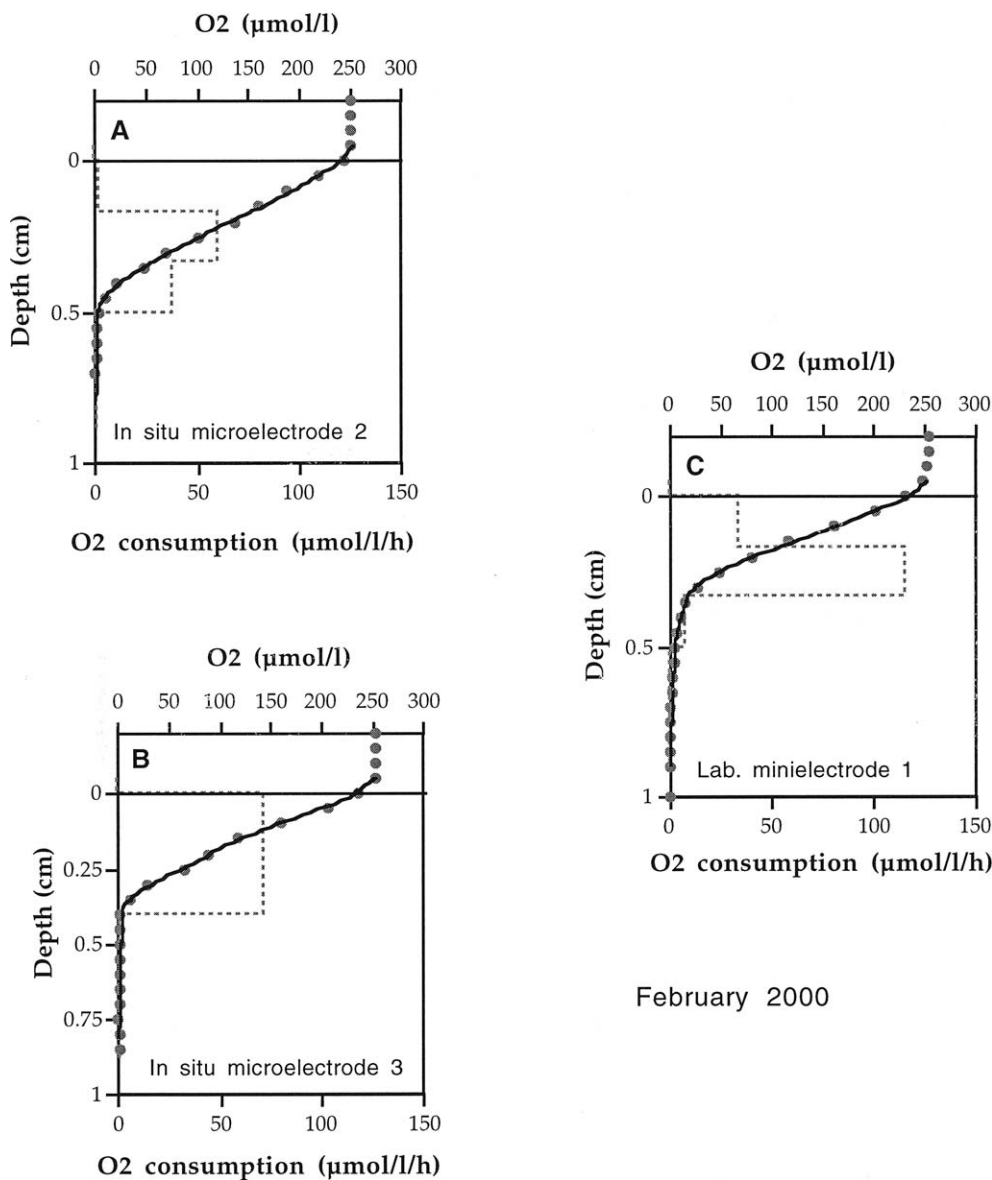 O2 (µmol/l)
0 50 100 150 200 250 300
A
0
0.5
1
Depth (cm)
In situ microelectrode 2
0 50 100 150
O2 consumption (µmol/l/h)
O2 (µmol/l)
0 50 100 150 200 250 300
B
0
0.25
0.5
0.75
1
Depth (cm)
In situ microelectrode 3
0 50 100 150
O2 consumption (µmol/l/h)
O2 (µmol/l)
0 50 100 150 200 250 300
C
0
0.5
1
Depth (cm)
Lab. minielectrode 1
0 50 100 150
O2 consumption (µmol/l/h)
February 2000